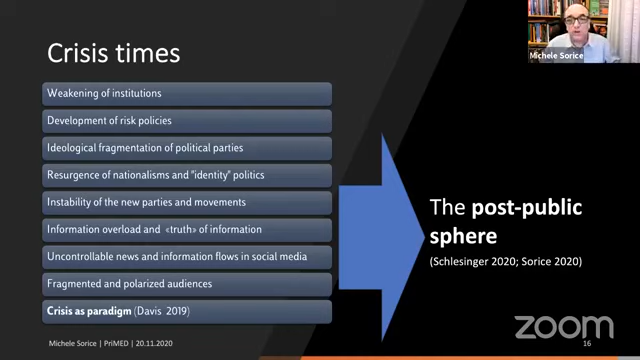 Crisis times
Michele Sorice
Weakening of institutions
Development of risk policies
Ideological fragmentation of political parties
Resurgence of nationalisms and "identity" politics
Instability of the new parties and movements
Information overload and «truth» of information
Uncontrollable news and information flows in social media
Fragmented and polarized audiences
Crisis as paradigm (Davis 2019)
The post-public
sphere
(Schlesinger 2020; Sorice 2020)
Michele Sorice | PriMED | 20.11.2020
16
zoom